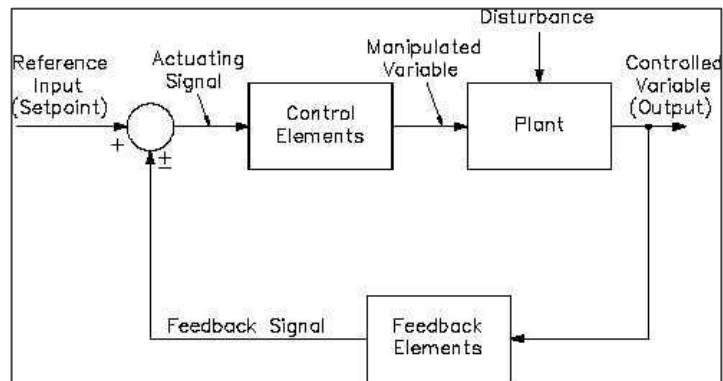 Disturbance
Reference
Input
(Setpoint)
Actuating
Signal
Manipulated
Variable
Controlled
Variable
(Output)
Control
Elements
Plant
+
±
Feedback Signal
Feedback
Elements